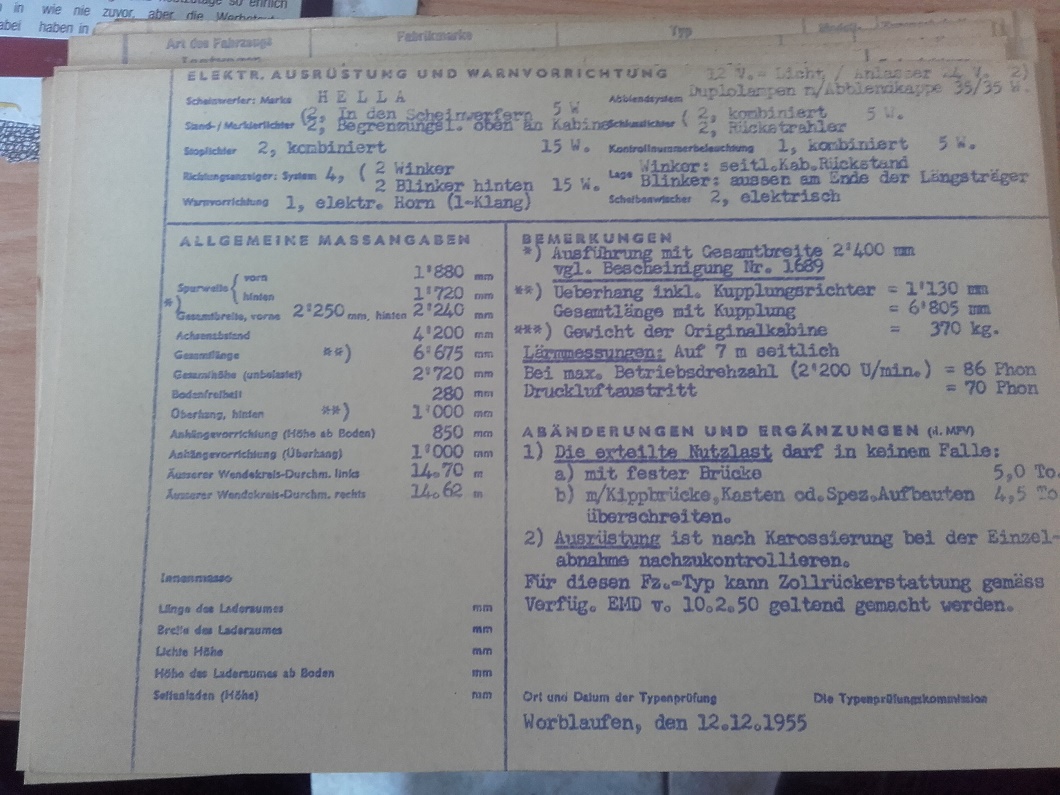 in wie nie zuvor, aber die
haben in
Art des Fahrzeugs Fabrikmarke Typ
ELEKTR. AUSRÜSTUNG UND WARNVORRICHTUNG 12 V.= Licht / Anlasser 24 V. 2)
Scheinwerfer: Marke HELLA Abblendsystem Duplolampen m/Abblendkappe 35/35 W.
Stand-/Markierlichter (2, In den Scheinwerfern 5 W Schlusslichter ( 2, kombiniert 5 W.
2, Begrenzungsl. oben an Kabine 2, Rückstrahler
Stoplichter 2, kombiniert 15 W. Kontrollnummerbeleuchtung 1, kombiniert 5 W.
Richtungsanzeiger: System 4, ( 2 Winker Lage Winker: seitl.Kab.Rückstand
2 Blinker hinten 15 W. Blinker: aussen am Ende der Längsträger
Warnvorrichtung 1, elektr. Horn (1-Klang) Scheibenwischer 2, elektrisch
ALLGEMEINE MASSANGABEN
Spurweite { vorn 1'880 mm
hinten 1'720 mm
*) Gesamtbreite, vorne 2'250 mm, hinten 2'240 mm
Achsenabstand 4'200 mm
Gesamtlänge **) 6'675 mm
Gesamthöhe (unbelastet) 2'720 mm
Bodenfreiheit 280 mm
Überhang, hinten **) 1'000 mm
Anhängevorrichtung (Höhe ab Boden) 850 mm
Anhängevorrichtung (Überhang) 1'000 mm
Äusserer Wendekreis-Durchm. links 14.70 m
Äusserer Wendekreis-Durchm. rechts 14.62 m
Innenmasse
Länge des Laderaumes mm
Breite des Laderaumes mm
Lichte Höhe mm
Höhe des Laderaumes ab Boden mm
Seitenladen (Höhe) mm
BEMERKUNGEN
*) Ausführung mit Gesamtbreite 2'400 mm
vgl. Bescheinigung Nr. 1689
**) Ueberhang inkl. Kupplungsrichter = 1'130 mm
Gesamtlänge mit Kupplung = 6'805 mm
***) Gewicht der Originalkabine = 370 kg.
Lärmmessungen: Auf 7 m seitlich
Bei max. Betriebsdrehzahl (2'200 U/min.) = 86 Phon
Druckluftaustritt = 70 Phon
ABÄNDERUNGEN UND ERGÄNZUNGEN (lt. MFV)
1) Die erteilte Nutzlast darf in keinem Falle:
a) mit fester Brücke 5,0 To.
b) m/Kippbrücke,Kasten od.Spez.Aufbauten 4,5 To
überschreiten.
2) Ausrüstung ist nach Karossierung bei der Einzel-
abnahme nachzukontrollieren.
Für diesen Fz.-Typ kann Zollrückerstattung gemäss
Verfüg. EMD v. 10.2.50 geltend gemacht werden.
Ort und Datum der Typenprüfung Die Typenprüfungskommission
Worblaufen, den 12.12.1955